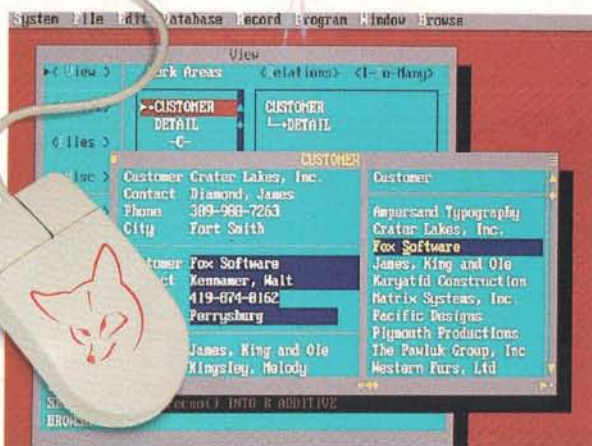 System File Edit Database Record Program Window Browse
View
<View> Work Areas <Relations> <1-To-Many>
CUSTOMER
DETAIL
-C-
CUSTOMER
DETAIL
<Files>
CUSTOMER
Customer Crater Lakes, Inc.
Contact Diamond, James
Phone 309-908-7263
City Fort Smith
Fox Software
Kennamer, Walt
419-874-0162
Perrysburg
James, King and Ole
Kingsley, Melody
Customer
Ampersand Typography
Crater Lakes, Inc.
Fox Software
James, King and Ole
Karyatid Construction
Matrix Systems, Inc.
Pacific Designs
Plymouth Productions
The Pawluk Group, Inc
Western Furs, Ltd
INTO R ADDITIVE